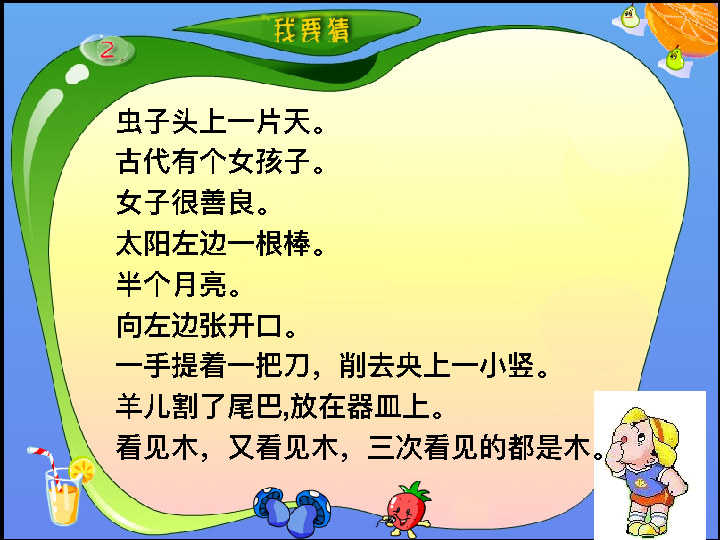 我要猜
2
虫子头上一片天。
古代有个女孩子。
女子很善良。
太阳左边一根棒。
半个月亮。
向左边张开口。
一手提着一把刀，削去央上一小竖。
羊儿割了尾巴,放在器皿上。
看见木，又看见木，三次看见的都是木。